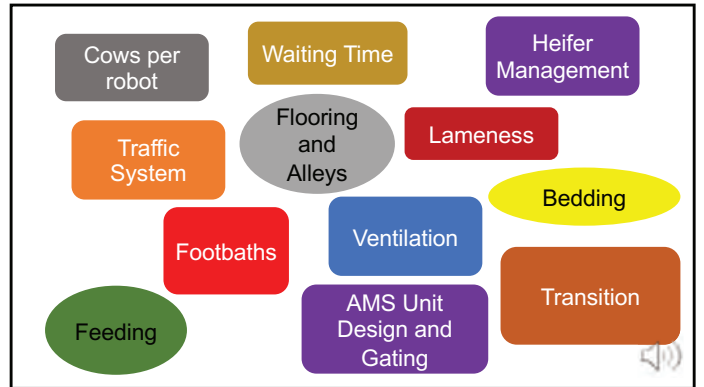 Cows per
robot
Waiting Time
Heifer
Management
Traffic
System
Flooring
and
Alleys
Lameness
Bedding
Footbaths
Ventilation
Transition
Feeding
AMS Unit
Design and
Gating